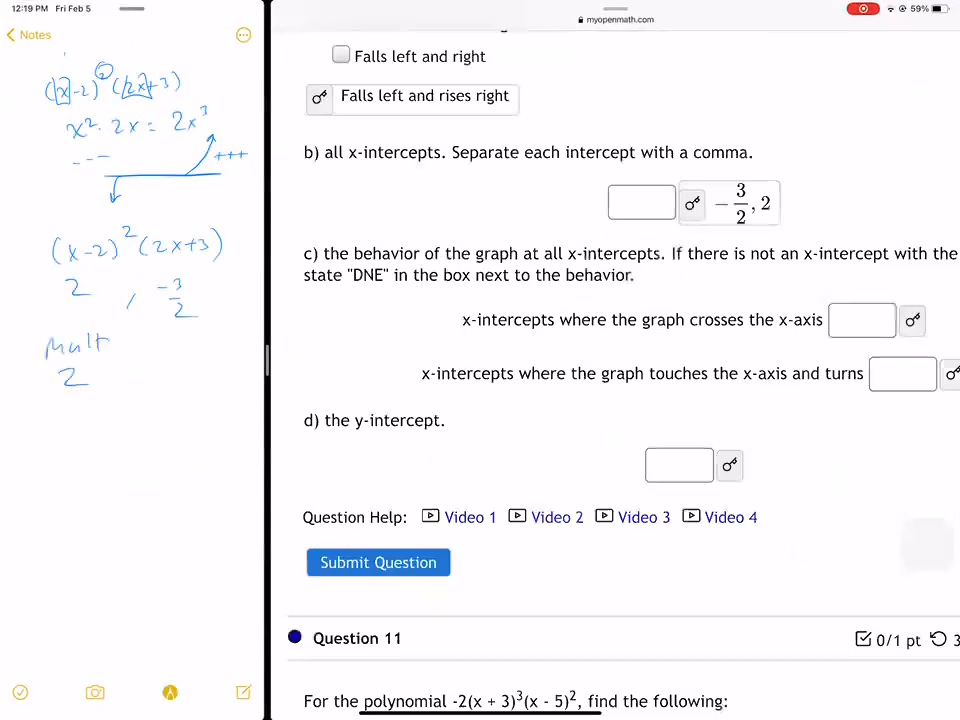 12:19 PM Fri Feb 5
59%
Notes
(x-2)² (2x+3)
x² · 2x = 2x³
--- +++
(x-2)² (2x+3)
2 , -3/2
Mult
2
myopenmath.com
Falls left and right
Falls left and rises right
b) all x-intercepts. Separate each intercept with a comma.
-3/2, 2
c) the behavior of the graph at all x-intercepts. If there is not an x-intercept with the
state "DNE" in the box next to the behavior.
x-intercepts where the graph crosses the x-axis
x-intercepts where the graph touches the x-axis and turns
d) the y-intercept.
Question Help: Video 1 Video 2 Video 3 Video 4
Submit Question
Question 11 0/1 pt 3
For the polynomial -2(x + 3)³(x - 5)², find the following: